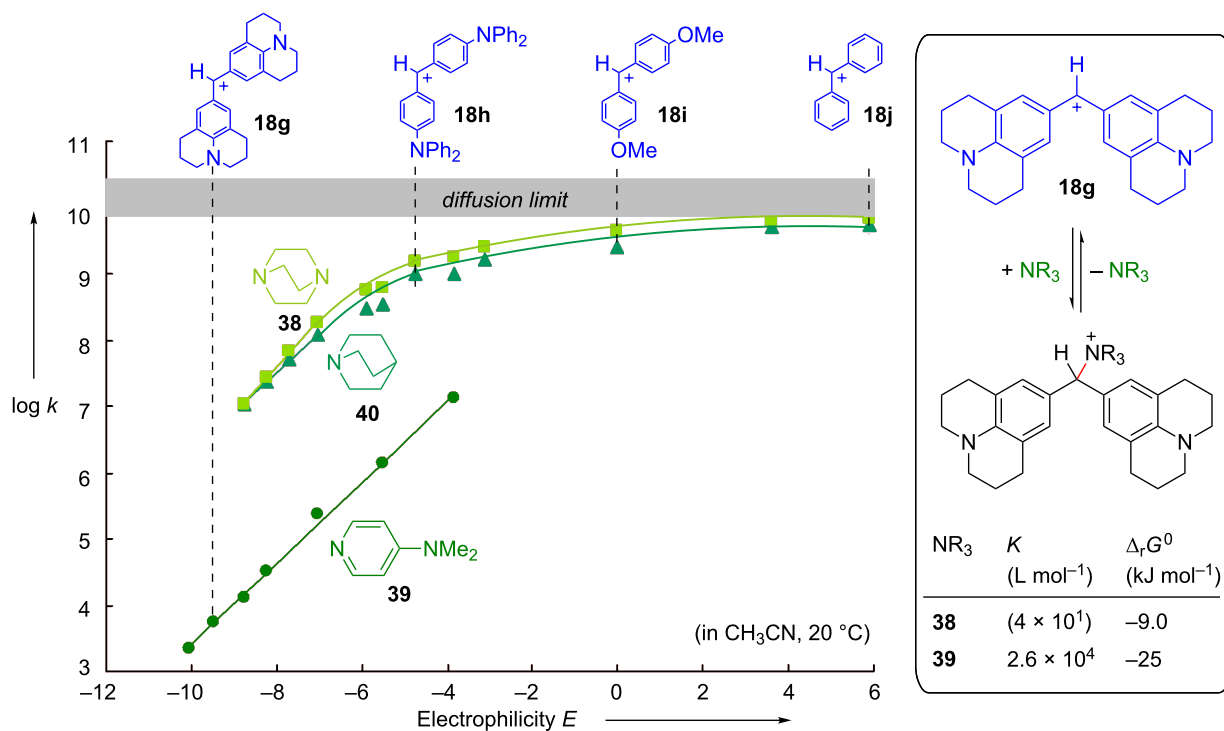 N
H
+
N
18g
NPh2
H
+
18h
NPh2
OMe
H
+
18i
OMe
H
+
18j
11
10
9
8
7
6
5
4
3
diffusion limit
N N
38
N
40
N NMe2
39
log k
(in CH3CN, 20 °C)
–12 –10 –8 –6 –4 –2 0 2 4 6
Electrophilicity E
H
+
N N
18g
+ NR3 – NR3
+
H NR3
N N
NR3 K ΔrG0
(L mol–1) (kJ mol–1)
38 (4 × 101) –9.0
39 2.6 × 104 –25